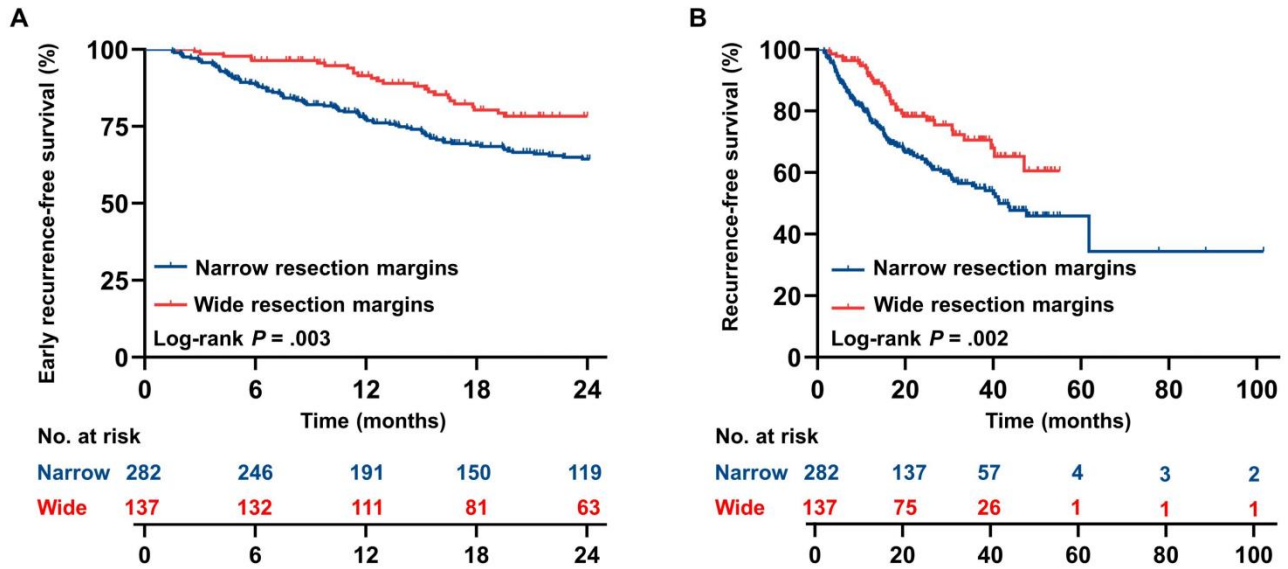 A
Early recurrence-free survival (%)
100
75
50
25
0
Narrow resection margins
Wide resection margins
Log-rank P = .003
0 6 12 18 24
Time (months)
No. at risk
Narrow 282 246 191 150 119
Wide 137 132 111 81 63
0 6 12 18 24
B
Recurrence-free survival (%)
100
80
60
40
20
0
Narrow resection margins
Wide resection margins
Log-rank P = .002
0 20 40 60 80 100
Time (months)
No. at risk
Narrow 282 137 57 4 3 2
Wide 137 75 26 1 1 1
0 20 40 60 80 100